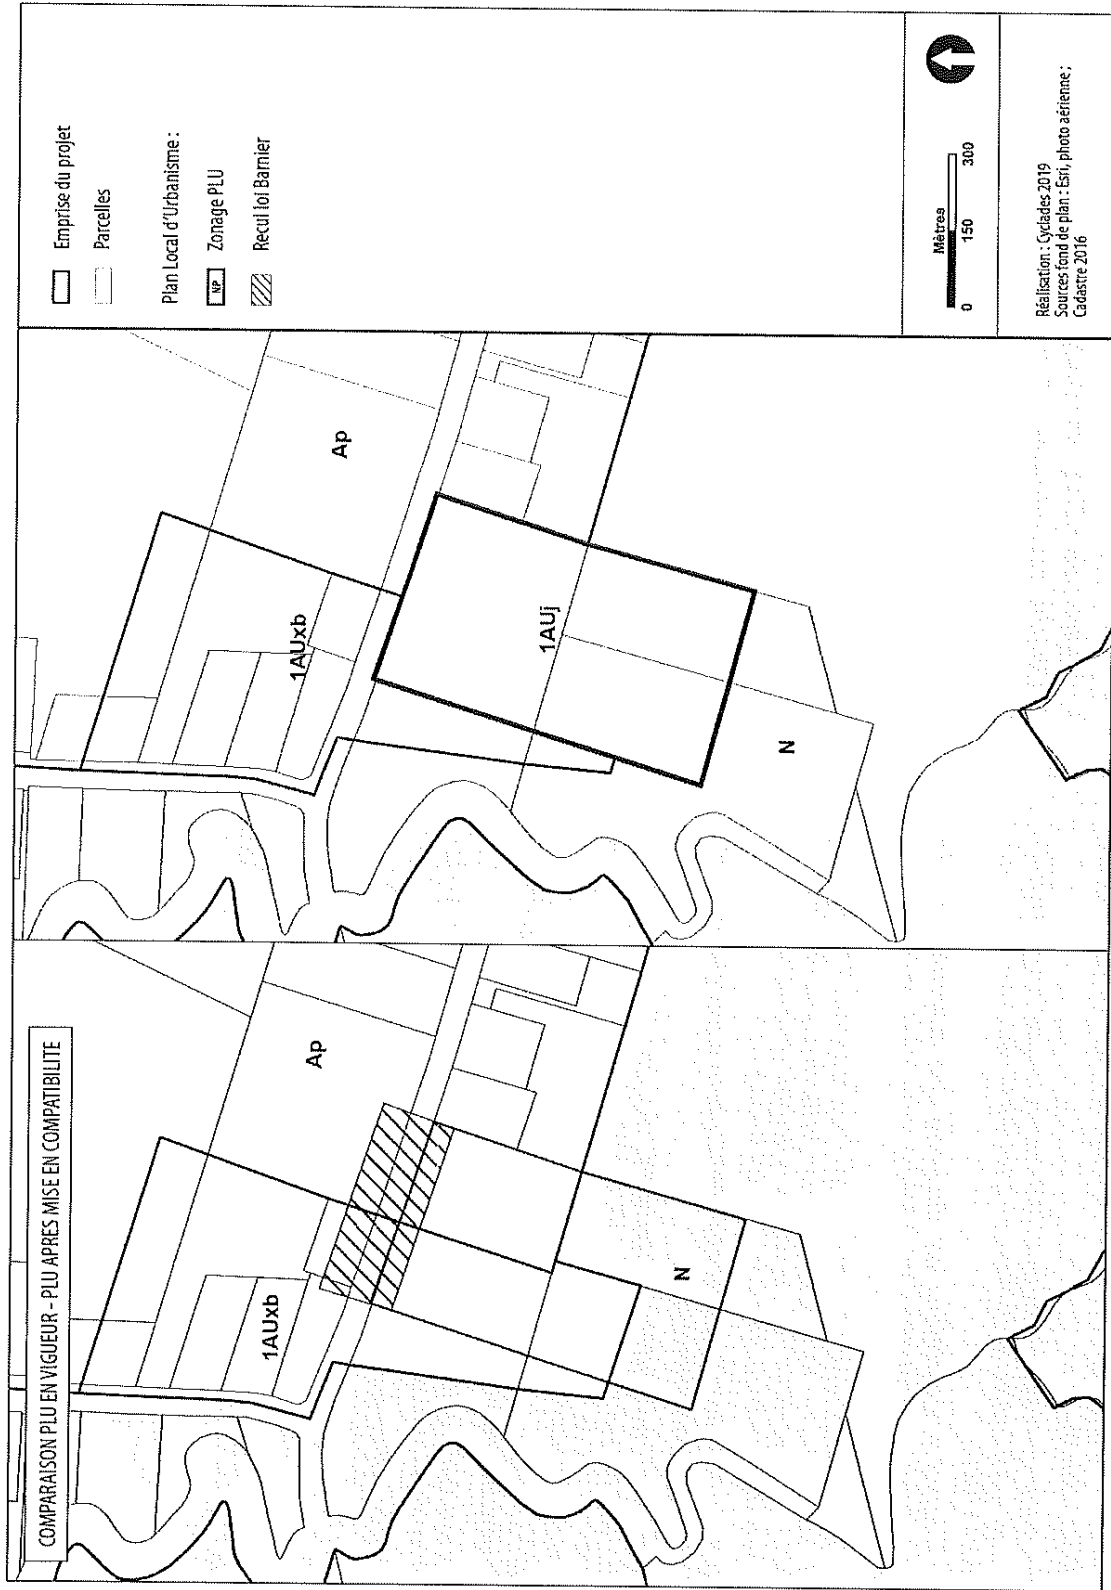 COMPARAISON PLU EN VIGUEUR - PLU APRES MISE EN COMPATIBILITE
1AUxb
Ap
N
1AUxb
Ap
1AUj
N
Emprise du projet
Parcelles
Plan Local d'Urbanisme :
NP
Zonage PLU
Recul loi Barnier
Mètres
0 150 300
Réalisation : Cyclades 2019
Sources fond de plan : Esri, photo aérienne ;
Cadastre 2016